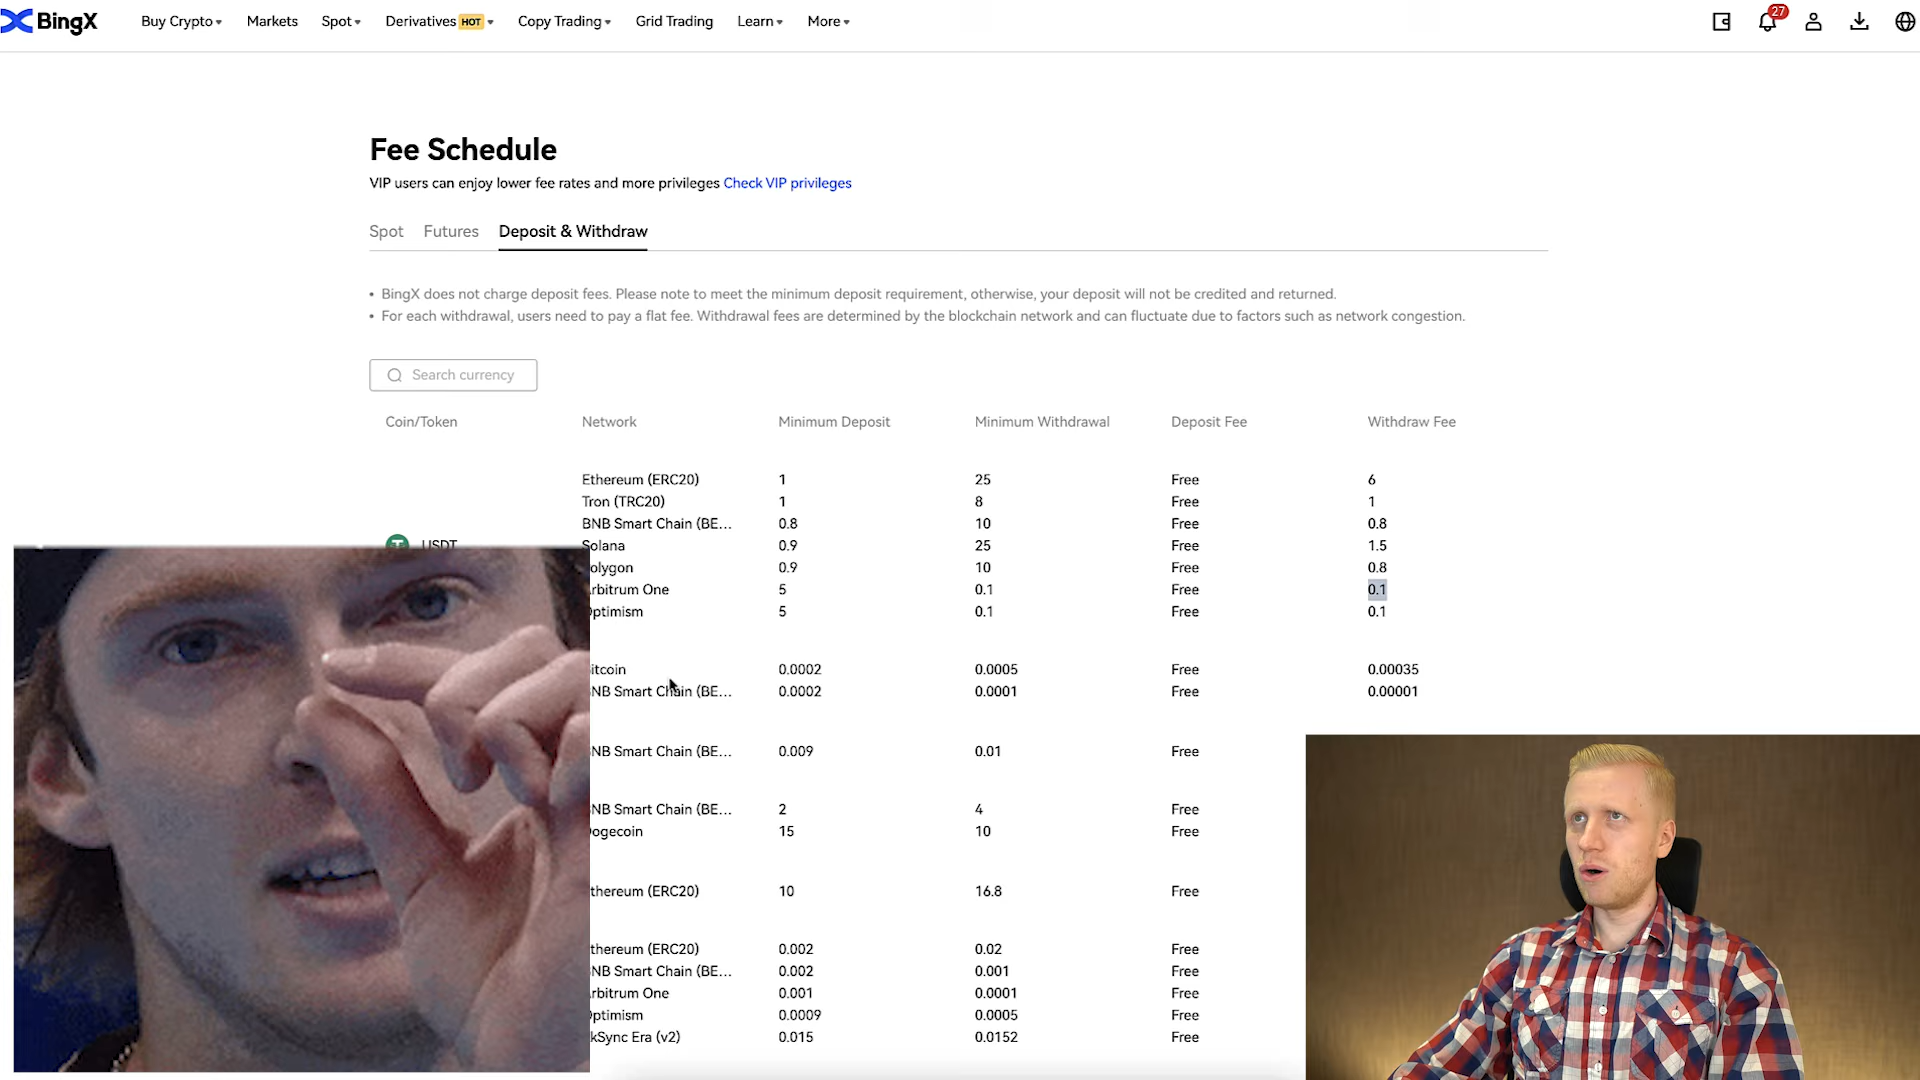 BingX Buy Crypto Markets Spot Derivatives HOT Copy Trading Grid Trading Learn More 27
Fee Schedule
VIP users can enjoy lower fee rates and more privileges Check VIP privileges
Spot Futures Deposit & Withdraw
• BingX does not charge deposit fees. Please note to meet the minimum deposit requirement, otherwise, your deposit will not be credited and returned.
• For each withdrawal, users need to pay a flat fee. Withdrawal fees are determined by the blockchain network and can fluctuate due to factors such as network congestion.
Search currency
Coin/Token Network Minimum Deposit Minimum Withdrawal Deposit Fee Withdraw Fee
Ethereum (ERC20) 1 25 Free 6
Tron (TRC20) 1 8 Free 1
BNB Smart Chain (BE... 0.8 10 Free 0.8
USDT Solana 0.9 25 Free 1.5
olygon 0.9 10 Free 0.8
rbitrum One 5 0.1 Free 0.1
ptimism 5 0.1 Free 0.1
itcoin 0.0002 0.0005 Free 0.00035
NB Smart Chain (BE... 0.0002 0.0001 Free 0.00001
NB Smart Chain (BE... 0.009 0.01 Free
NB Smart Chain (BE... 2 4 Free
ogecoin 15 10 Free
thereum (ERC20) 10 16.8 Free
thereum (ERC20) 0.002 0.02 Free
NB Smart Chain (BE... 0.002 0.001 Free
rbitrum One 0.001 0.0001 Free
ptimism 0.0009 0.0005 Free
kSync Era (v2) 0.015 0.0152 Free